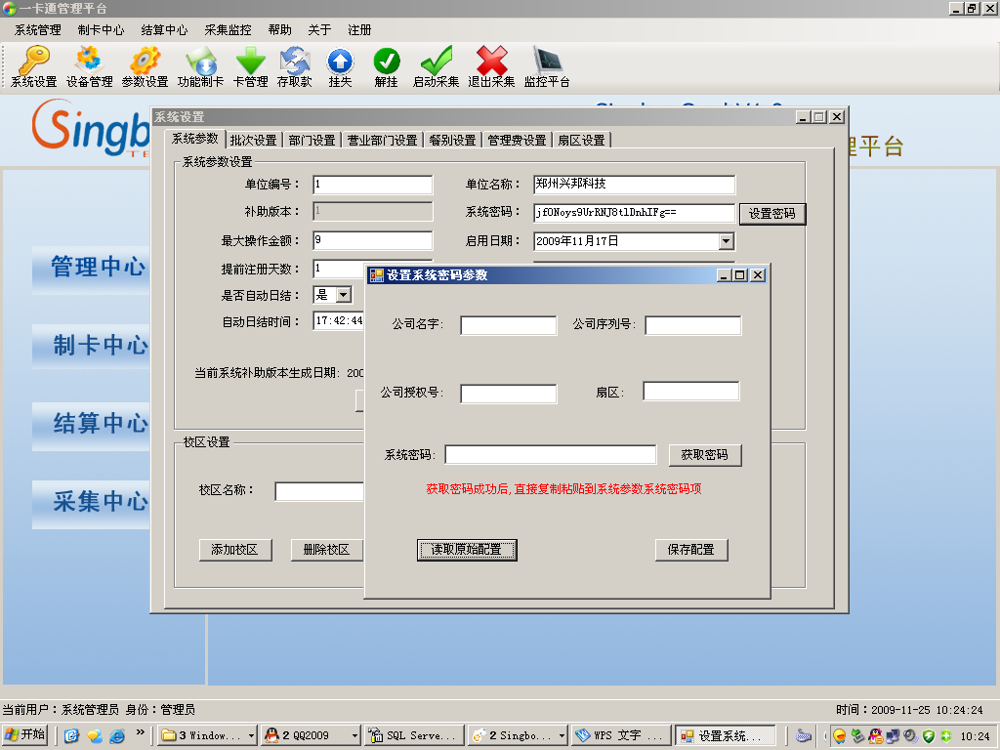 一卡通管理平台
系统管理 制卡中心 结算中心 采集监控 帮助 关于 注册
系统设置 设备管理 参数设置 功能制卡 卡管理 存取款 挂失 解挂 启动采集 退出采集 监控平台
Singb
TE
理平台
管理中心
制卡中心
结算中心
采集中心
系统设置
系统参数 批次设置 部门设置 营业部门设置 餐别设置 管理费设置 扇区设置
系统参数设置
单位编号： 1 单位名称： 郑州兴邦科技
补助版本： 1 系统密码： jfONoys9UrRNJ8tlDnhIFg== 设置密码
最大操作金额： 9 启用日期： 2009年11月17日
提前注册天数： 1
是否自动日结： 是
自动日结时间： 17:42:44
当前系统补助版本生成日期: 200
校区设置
校区名称：
添加校区 删除校区
设置系统密码参数
公司名字: 公司序列号:
公司授权号: 扇区:
系统密码: 获取密码
获取密码成功后,直接复制粘贴到系统参数系统密码项
读取原始配置 保存配置
当前用户：系统管理员 身份：管理员 时间：2009-11-25 10:24:24
开始 » 3 Window... 2 QQ2009 SQL Serve... 2 Singbo... WPS 文字 ... 设置系统... 10:24